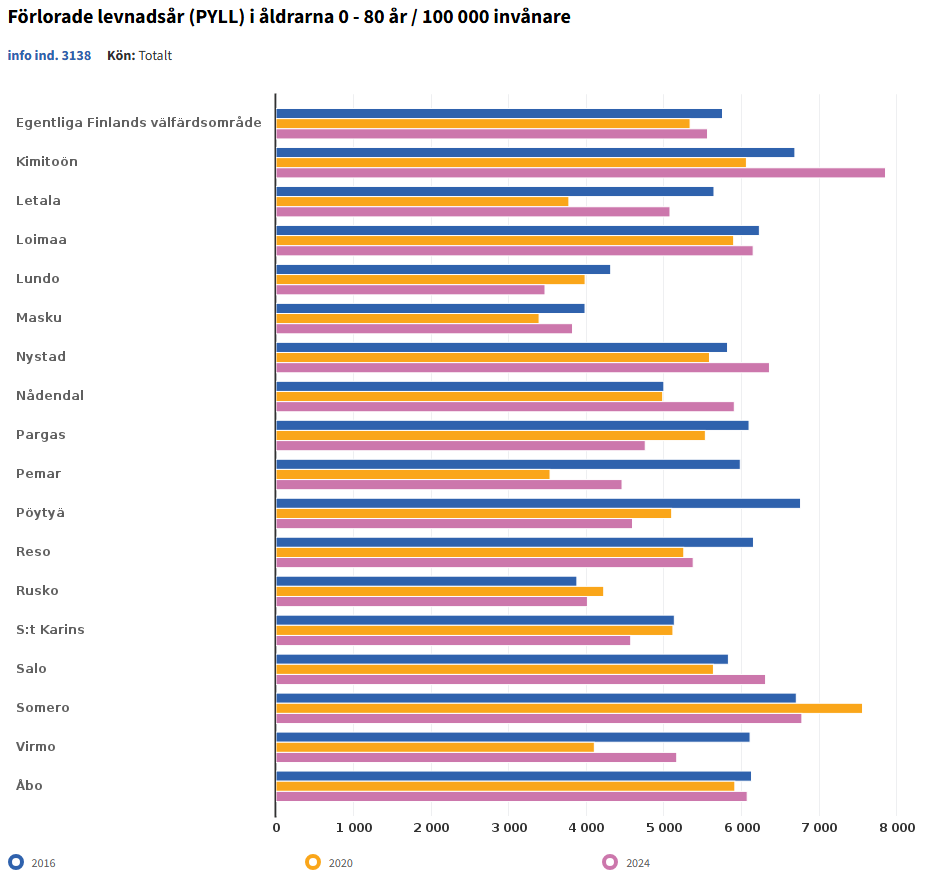 Förlorade levnadsår (PYLL) i åldrarna 0 - 80 år / 100 000 invånare
info ind. 3138 Kön: Totalt
Egentliga Finlands välfärdsområde
Kimitoön
Letala
Loimaa
Lundo
Masku
Nystad
Nådendal
Pargas
Pemar
Pöytyä
Reso
Rusko
S:t Karins
Salo
Somero
Virmo
Åbo
0 1 000 2 000 3 000 4 000 5 000 6 000 7 000 8 000
2016 2020 2024